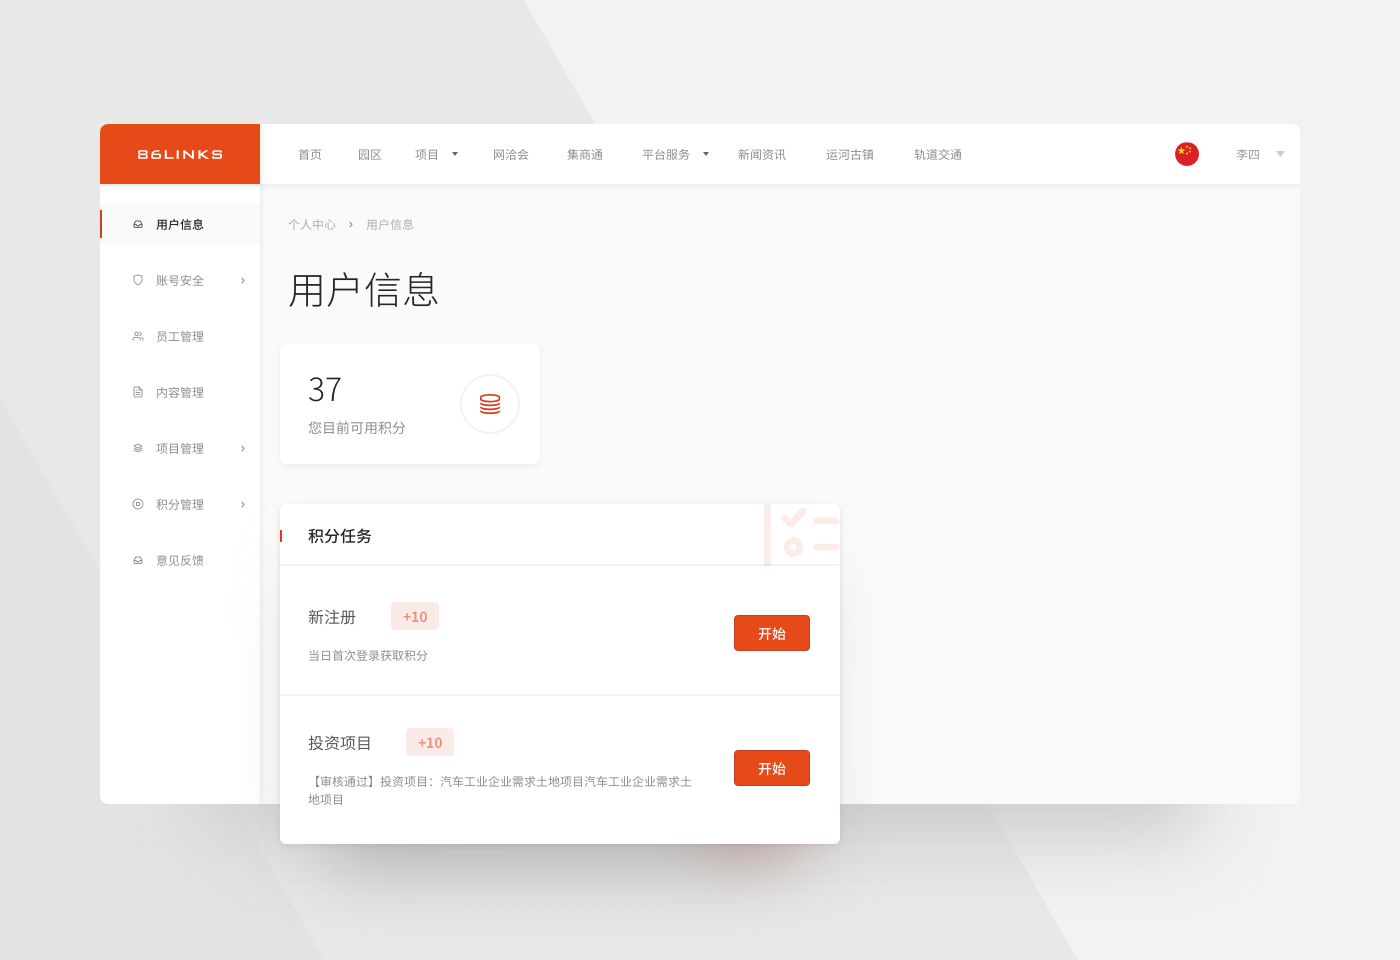 86LINKS
首页 园区 项目 网洽会 集商通 平台服务 新闻资讯 运河古镇 轨道交通 李四
用户信息
账号安全
员工管理
内容管理
项目管理
积分管理
意见反馈
个人中心 › 用户信息
用户信息
37
您目前可用积分
积分任务
新注册 +10
当日首次登录获取积分
开始
投资项目 +10
【审核通过】投资项目：汽车工业企业需求土地项目汽车工业企业需求土
地项目
开始